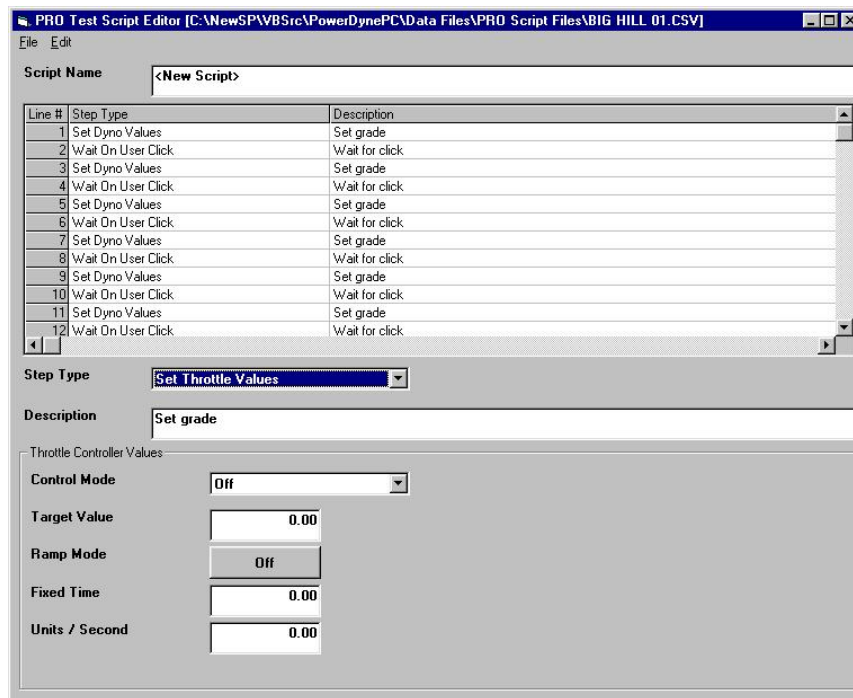 PRO Test Script Editor [C:\NewSP\VBSrc\PowerDynePC\Data Files\PRO Script Files\BIG HILL 01.CSV]
File Edit
Script Name <New Script>
Line # Step Type Description
1 Set Dyno Values Set grade
2 Wait On User Click Wait for click
3 Set Dyno Values Set grade
4 Wait On User Click Wait for click
5 Set Dyno Values Set grade
6 Wait On User Click Wait for click
7 Set Dyno Values Set grade
8 Wait On User Click Wait for click
9 Set Dyno Values Set grade
10 Wait On User Click Wait for click
11 Set Dyno Values Set grade
12 Wait On User Click Wait for click
Step Type Set Throttle Values
Description Set grade
Throttle Controller Values
Control Mode Off
Target Value 0.00
Ramp Mode Off
Fixed Time 0.00
Units / Second 0.00